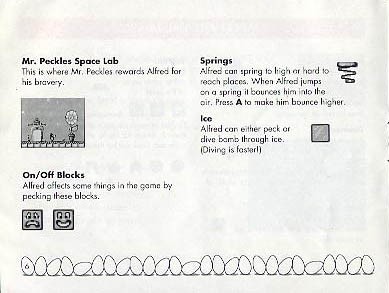 Mr. Peckles Space Lab
This is where Mr. Peckles rewards Alfred for
his bravery.
On/Off Blocks
Alfred affects some things in the game by
pecking these blocks.
Springs
Alfred can spring to high or hard to
reach places. When Alfred jumps
on a spring it bounces him into the
air. Press A to make him bounce higher.
Ice
Alfred can either peck or
dive bomb through ice.
(Diving is faster!)
6